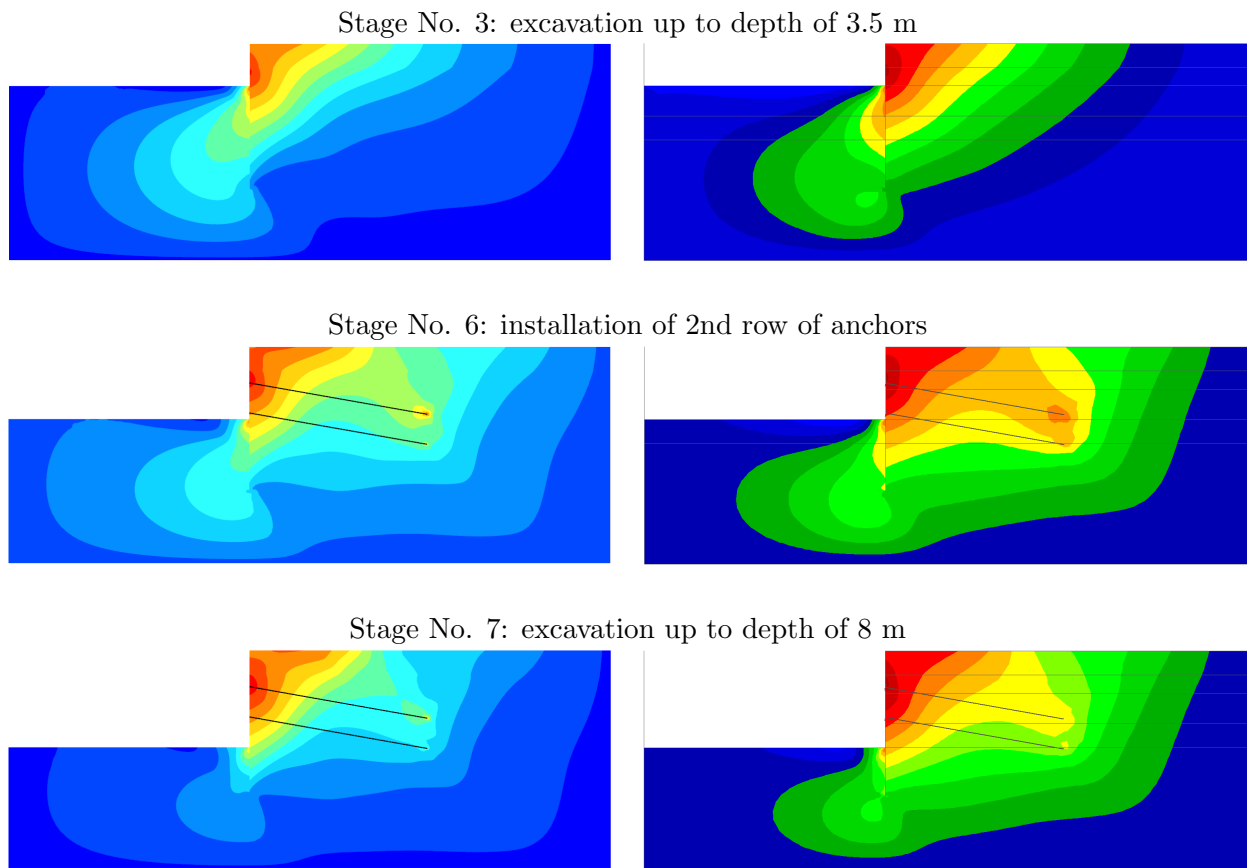 Stage No. 3: excavation up to depth of 3.5 m
Stage No. 6: installation of 2nd row of anchors
Stage No. 7: excavation up to depth of 8 m